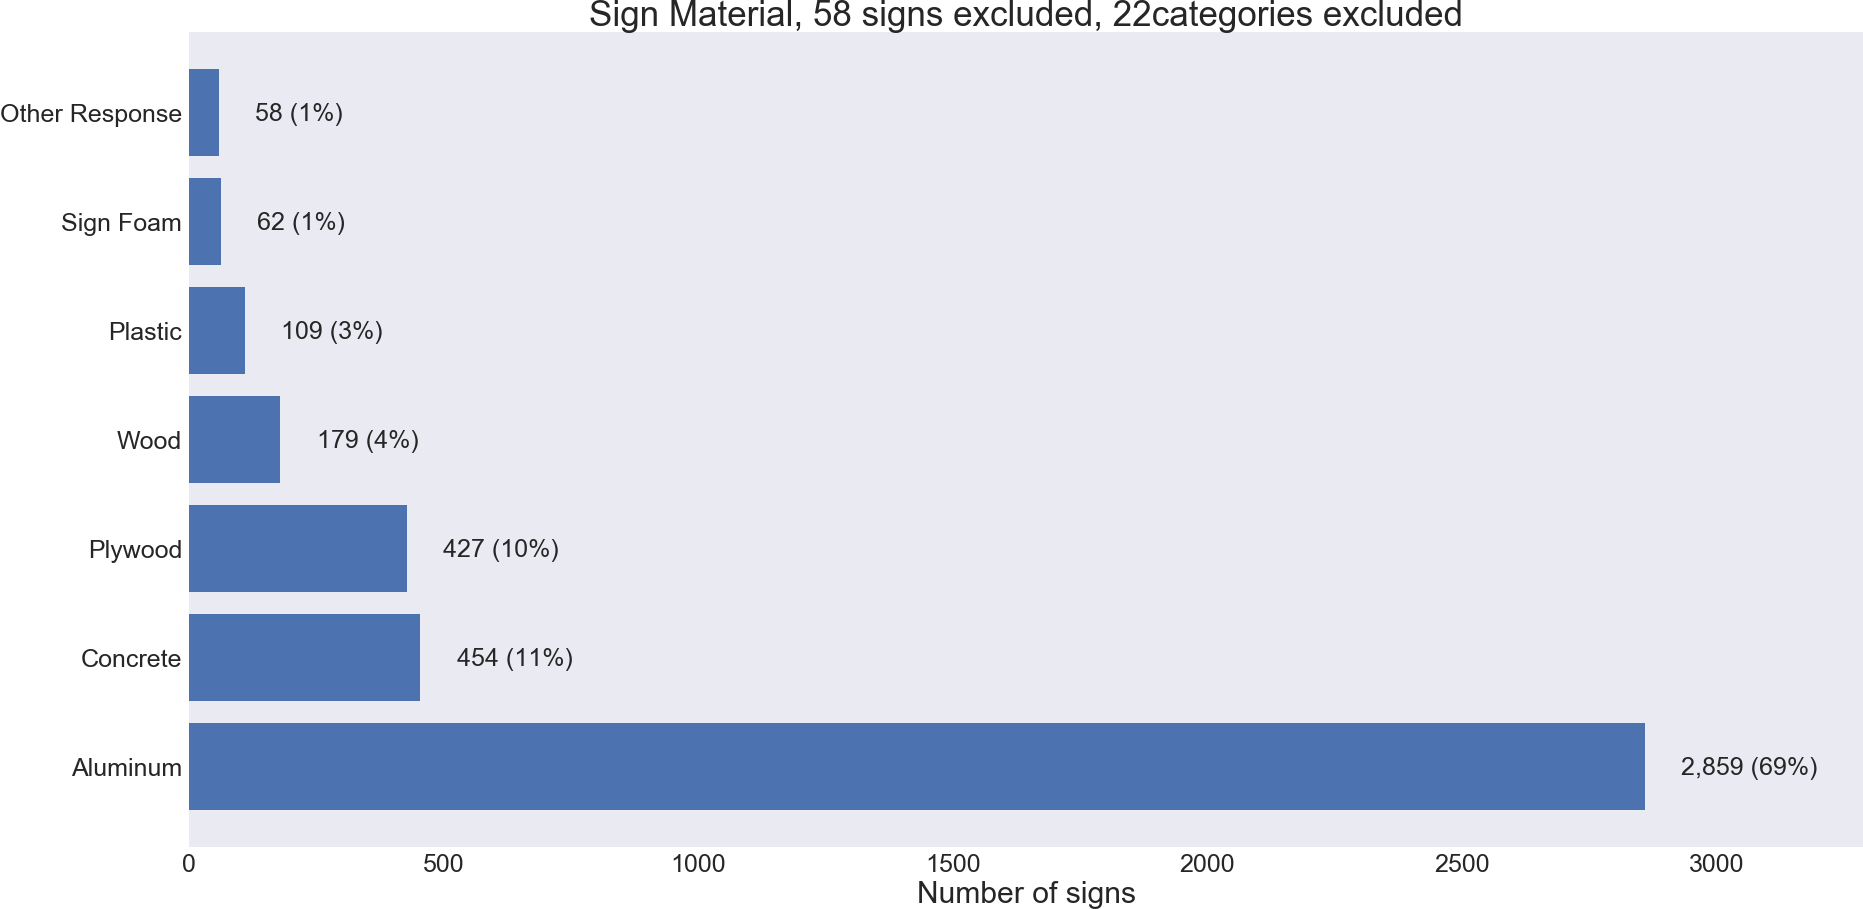 Sign Material, 58 signs excluded, 22categories excluded
Other Response 58 (1%)
Sign Foam 62 (1%)
Plastic 109 (3%)
Wood 179 (4%)
Plywood 427 (10%)
Concrete 454 (11%)
Aluminum 2,859 (69%)
0 500 1000 1500 2000 2500 3000
Number of signs